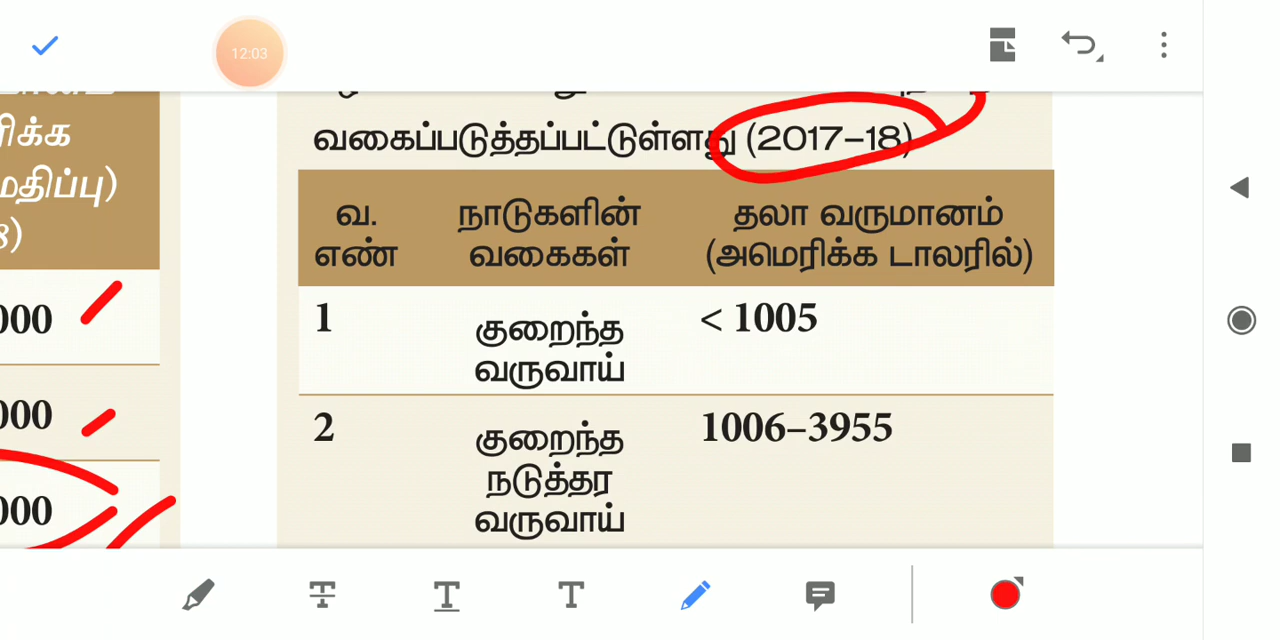 12:03
ரிக்க
மதிப்பு)
8)
000
000
000
வகைப்படுத்தப்பட்டுள்ளது (2017-18)
வ. எண்
நாடுகளின் வகைகள்
தலா வருமானம் (அமெரிக்க டாலரில்)
1
குறைந்த வருவாய்
< 1005
2
குறைந்த நடுத்தர வருவாய்
1006–3955